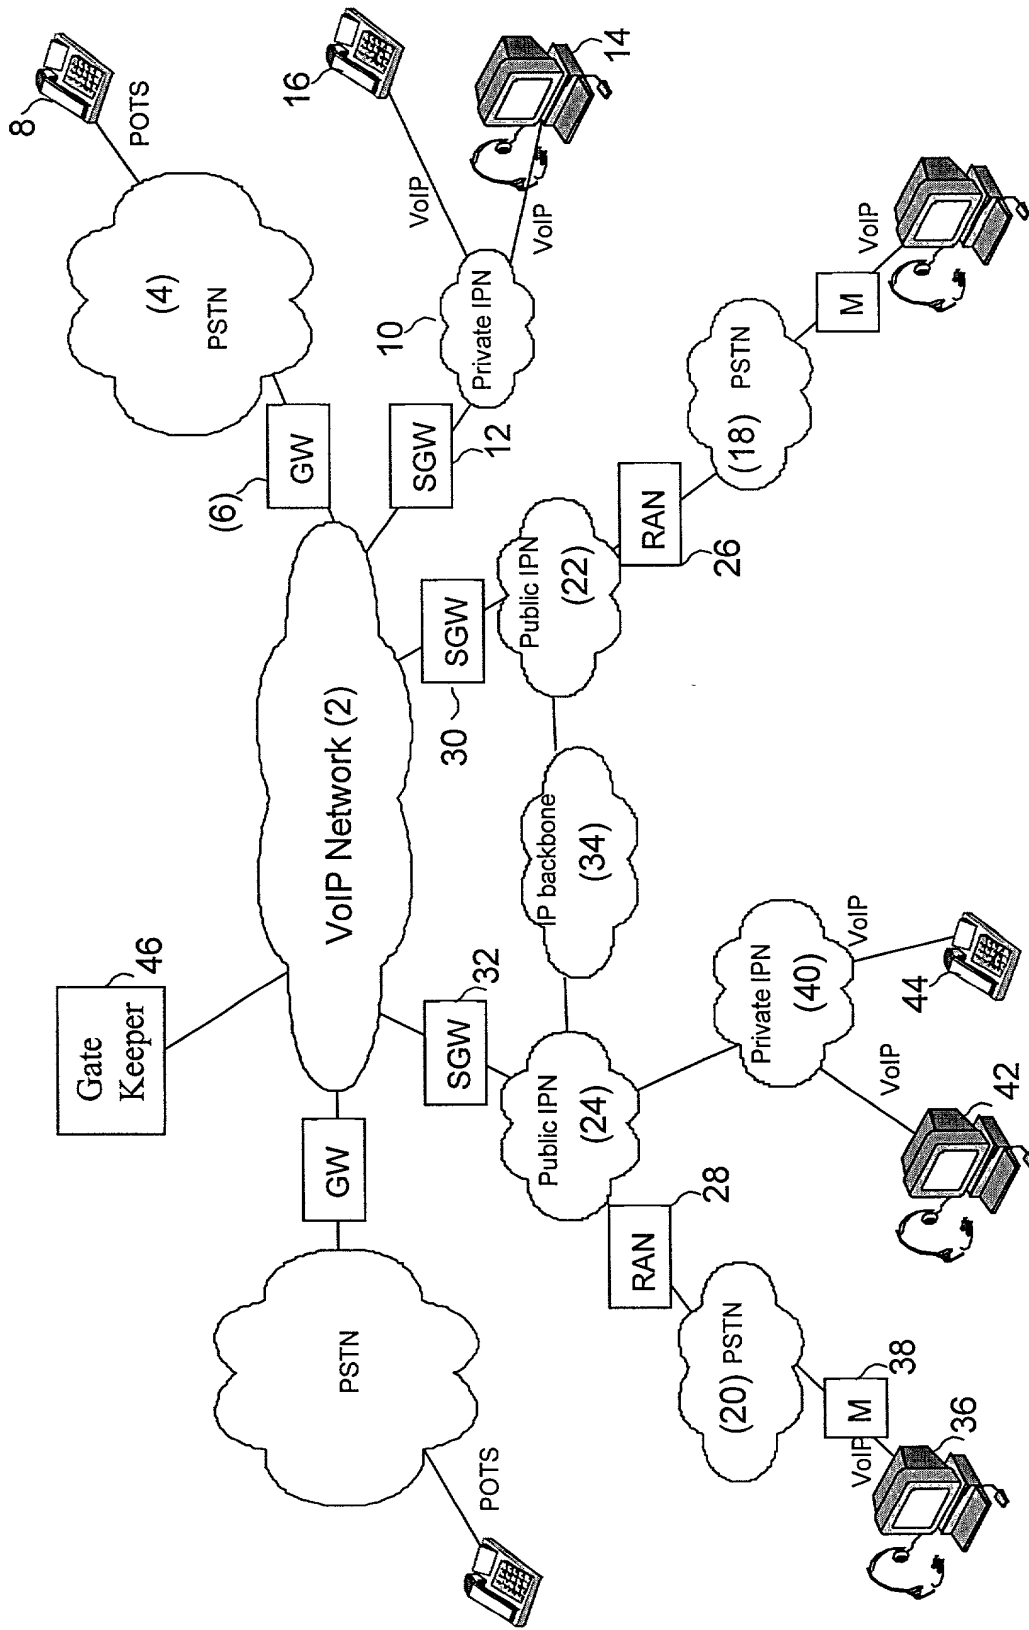 8
Gate
Keeper
46
POTS
(4)
PSTN
(6)
GW
16
VoIP Network (2)
GW
PSTN
POTS
10
VoIP
Private IPN
SGW
12
14
VoIP
SGW
30
SGW
32
Public IPN
(22)
IP backbone
(34)
Public IPN
(24)
RAN
26
RAN
28
PSTN
(18)
M
VoIP
PSTN
(20)
Private IPN
(40)
VoIP
44
VoIP
42
M
38
VoIP
36